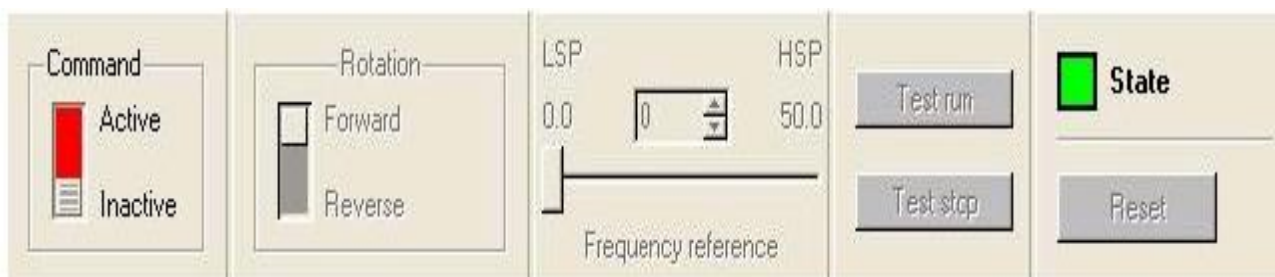 Command
Active
Inactive
Rotation
Forward
Reverse
LSP
HSP
0.0
0
50.0
Frequency reference
Test run
Test stop
State
Reset